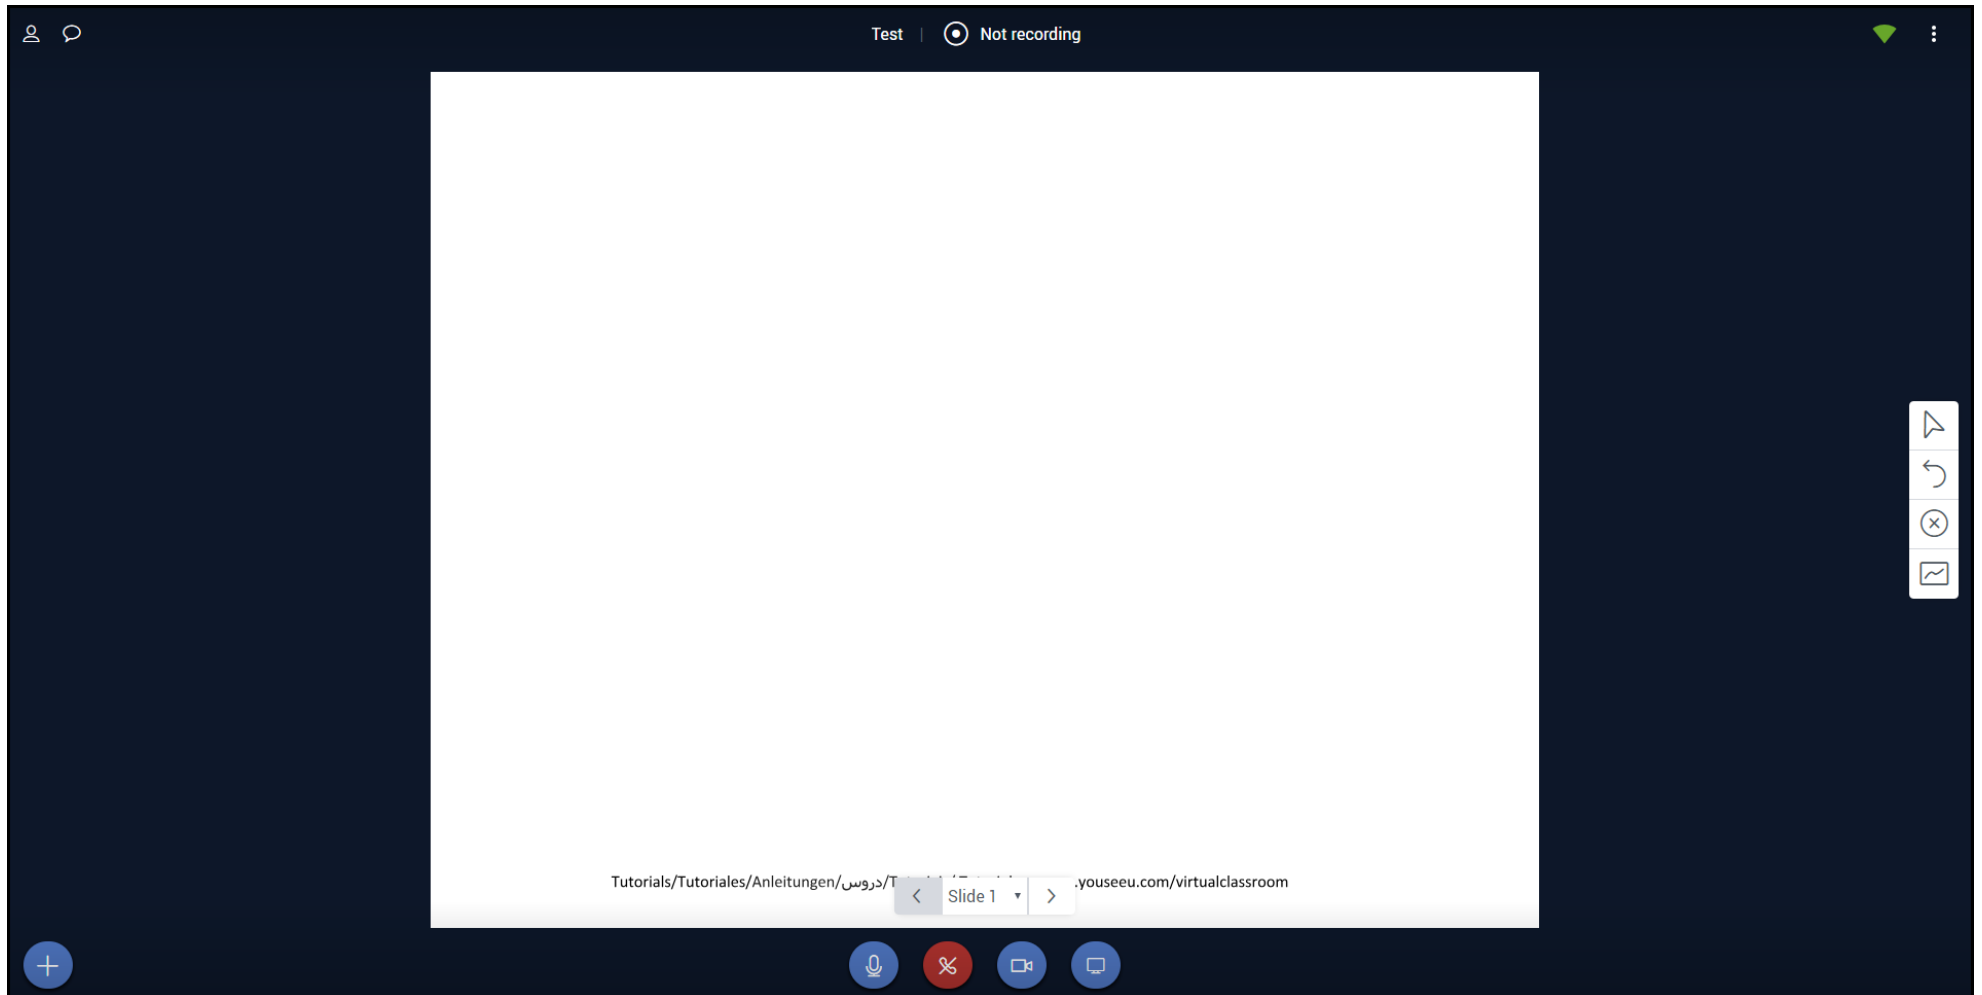 Test
Not recording
Tutorials/Tutoriales/Anleitungen/دروس/T
.youseeu.com/virtualclassroom
Slide 1